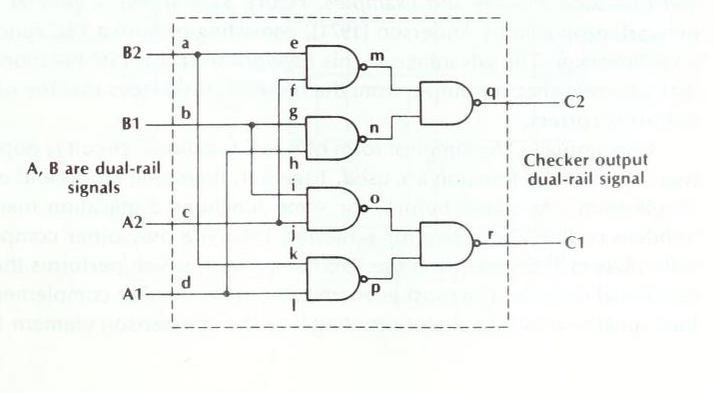 B2
a
e
m
f
q
C2
b
g
B1
n
h
A, B are dual-rail
signals
Checker output
dual-rail signal
i
c
o
A2
j
r
C1
k
d
A1
p